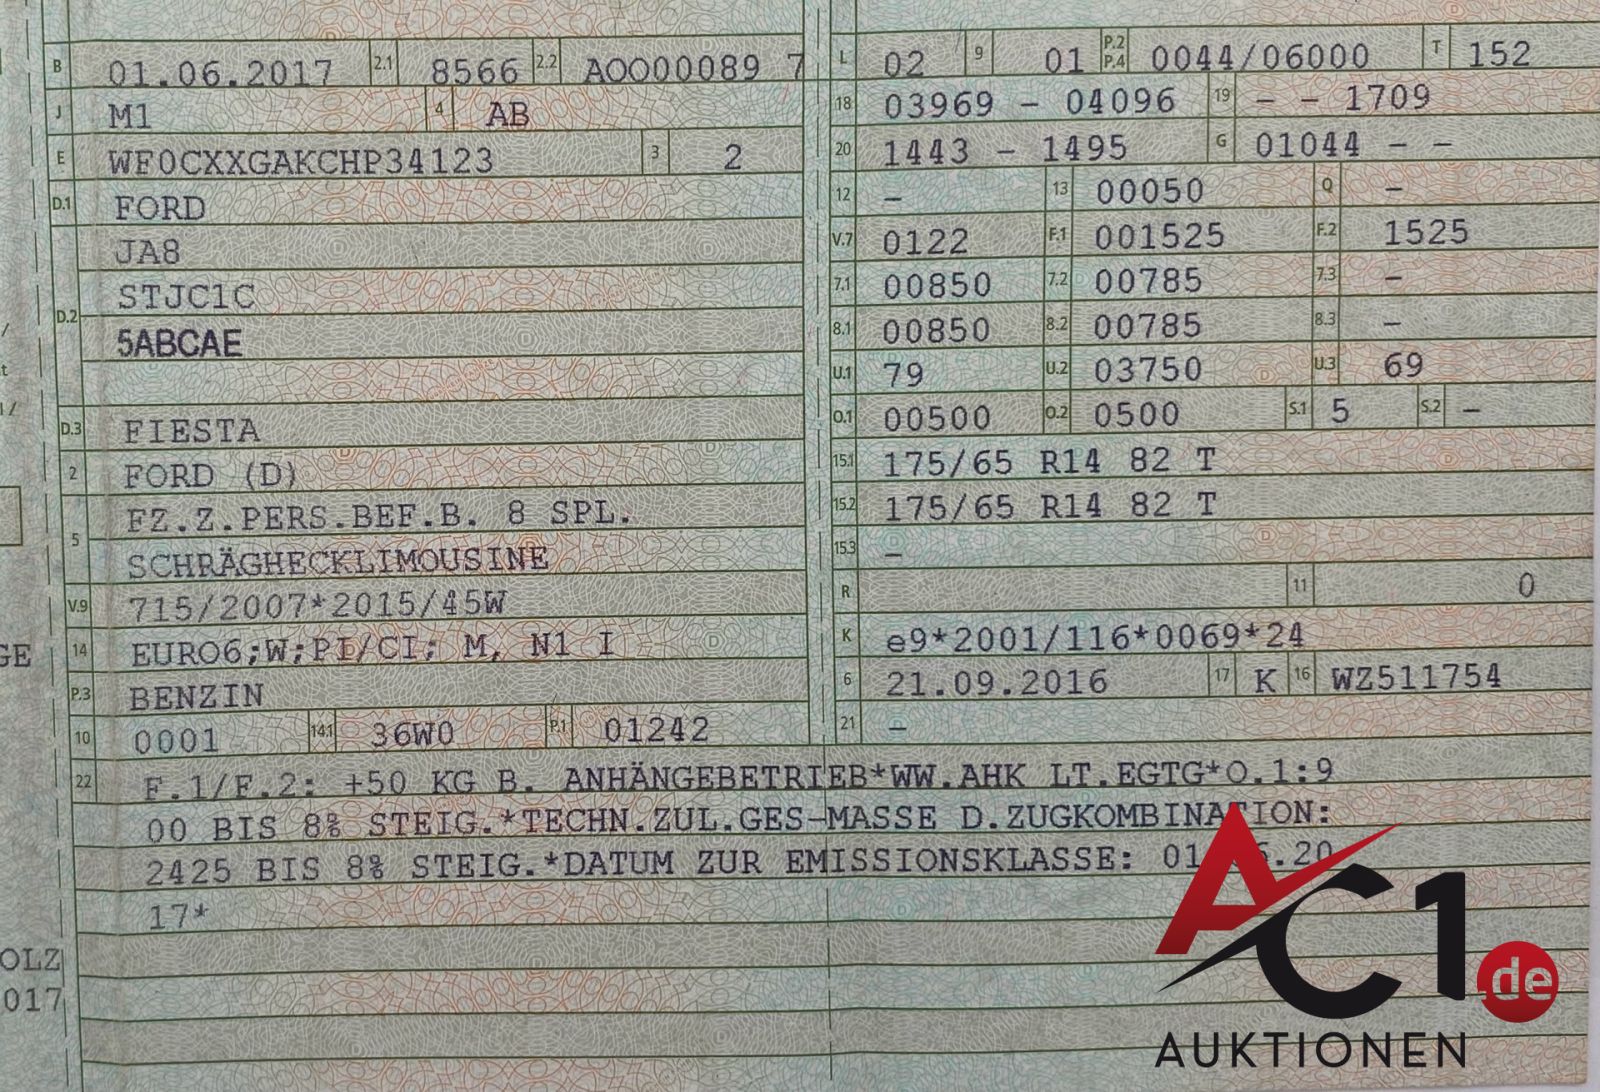 B 01.06.2017 2.1 8566 2.2 AOO00089 7
J M1 4 AB
E WF0CXXGAKCHP34123 3 2
D.1 FORD
JA8
D.2 STJC1C
5ABCAE
D.3 FIESTA
2 FORD (D)
5 FZ.Z.PERS.BEF.B. 8 SPL.
SCHRÄGHECKLIMOUSINE
V.9 715/2007*2015/45W
14 EURO6;W;PI/CI; M, N1 I
P.3 BENZIN
10 0001 14.1 36W0 P.1 01242
L 02 9 01 P.2 P.4 0044/06000 T 152
18 03969 - 04096 19 - - 1709
20 1443 - 1495 G 01044 - -
12 - 13 00050 Q -
V.7 0122 F.1 001525 F.2 1525
7.1 00850 7.2 00785 7.3 -
8.1 00850 8.2 00785 8.3 -
U.1 79 U.2 03750 U.3 69
O.1 00500 O.2 0500 S.1 5 S.2 -
15.1 175/65 R14 82 T
15.2 175/65 R14 82 T
15.3 -
R 11 0
K e9*2001/116*0069*24
6 21.09.2016 17 K 16 WZ511754
21 -
22 F.1/F.2: +50 KG B. ANHÄNGEBETRIEB*WW.AHK LT.EGTG*O.1:9
00 BIS 8% STEIG.*TECHN.ZUL.GES-MASSE D.ZUGKOMBINATION:
2425 BIS 8% STEIG.*DATUM ZUR EMISSIONSKLASSE: 01.06.20
17*
GE
OLZ
017
AC1.de
AUKTIONEN